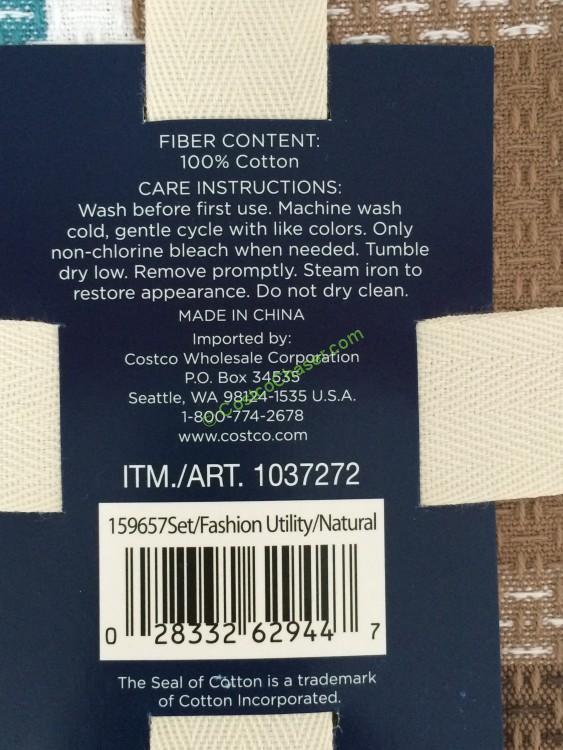 FIBER CONTENT:
100% Cotton
CARE INSTRUCTIONS:
Wash before first use. Machine wash
cold, gentle cycle with like colors. Only
non-chlorine bleach when needed. Tumble
dry low. Remove promptly. Steam iron to
restore appearance. Do not dry clean.
MADE IN CHINA
Imported by:
Costco Wholesale Corporation
P.O. Box 34535
Seattle, WA 98124-1535 U.S.A.
1-800-774-2678
www.costco.com
© CostcoChaser.com
ITM./ART. 1037272
159657Set/Fashion Utility/Natural
0 28332 62944 7
The Seal of Cotton is a trademark
of Cotton Incorporated.